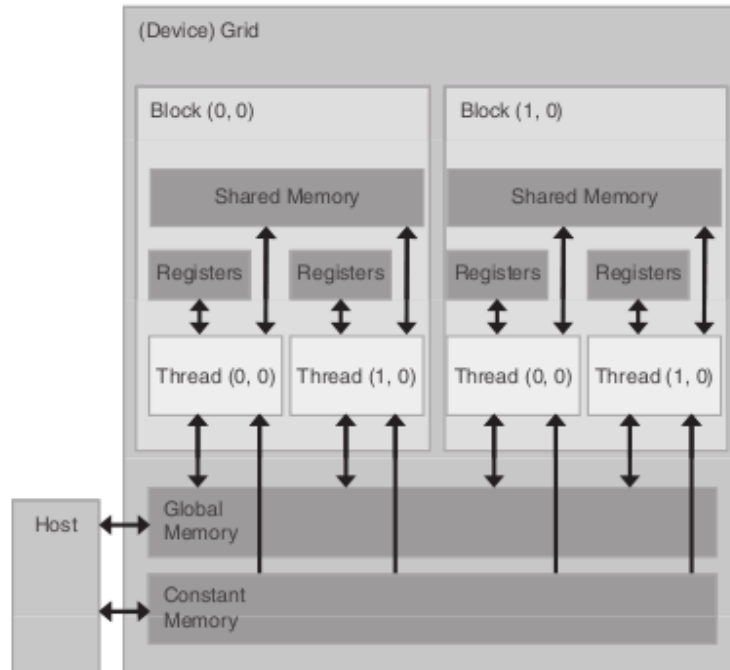 (Device) Grid
Block (0, 0)
Block (1, 0)
Shared Memory
Shared Memory
Registers
Registers
Registers
Registers
Thread (0, 0)
Thread (1, 0)
Thread (0, 0)
Thread (1, 0)
Host
Global
Memory
Constant
Memory